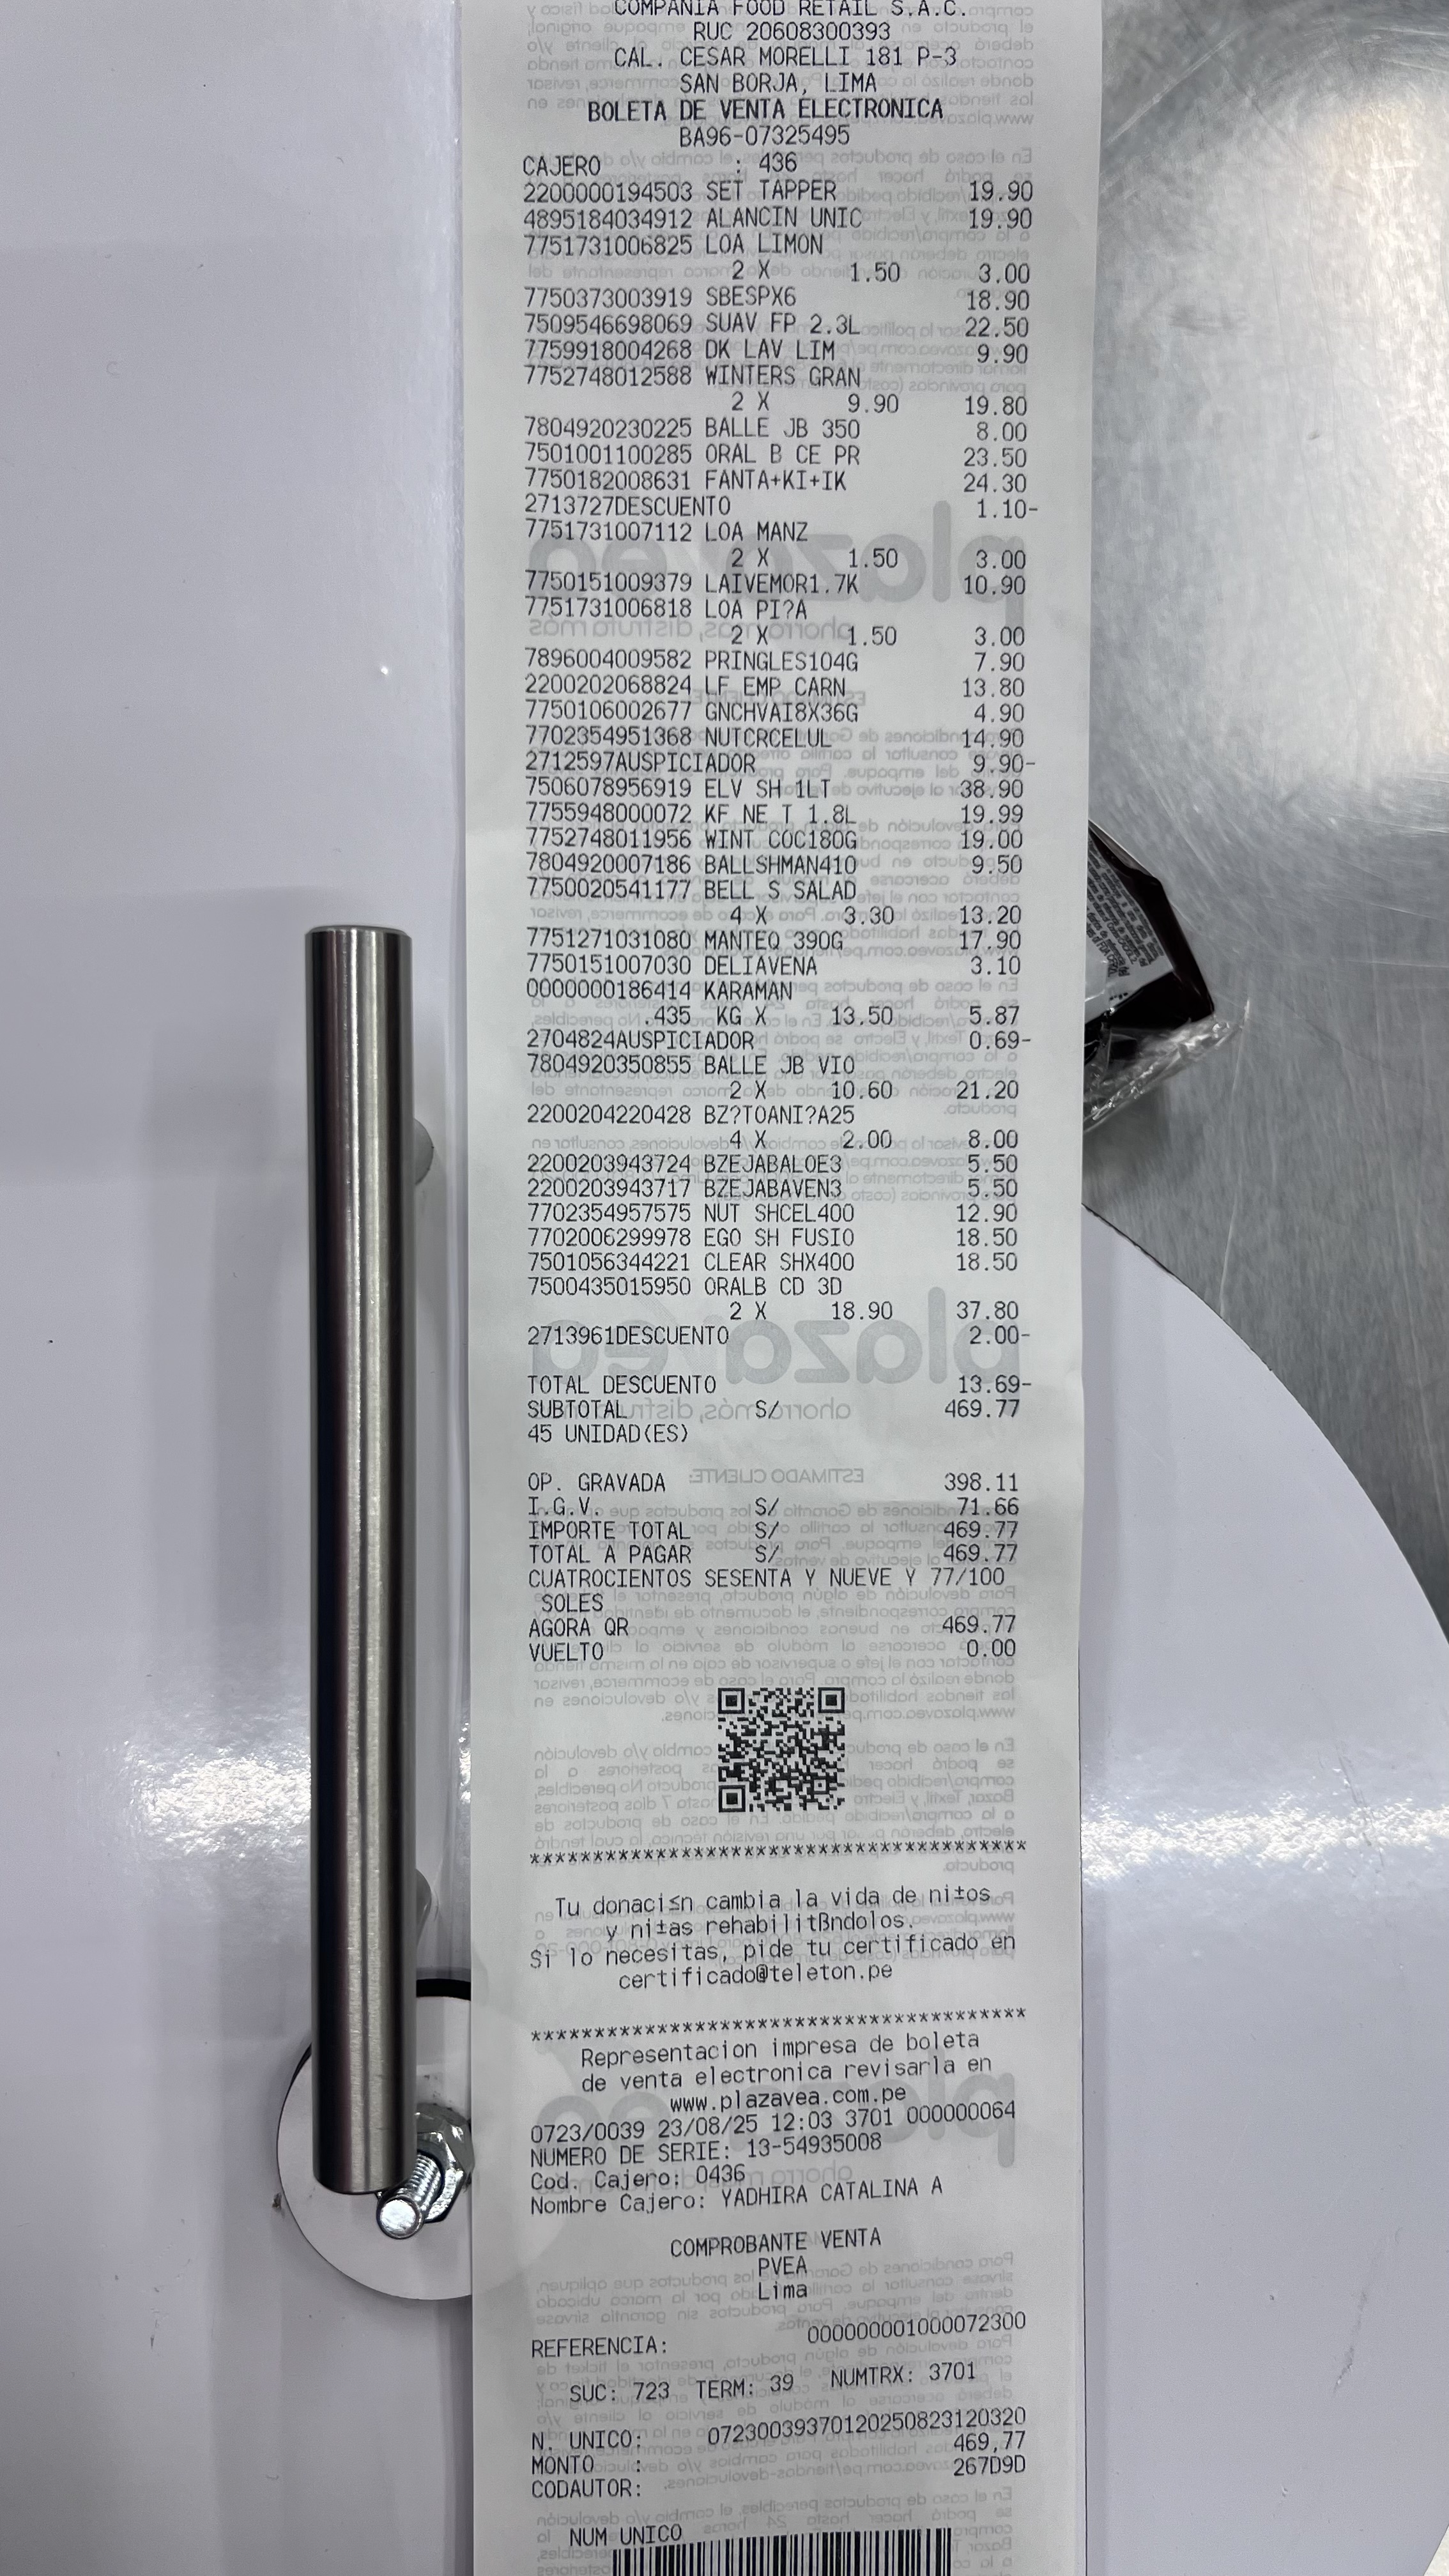 COMPAÑIA FOOD RETAIL S.A.C.
RUC 20608300393
CAL. CESAR MORELLI 181 P-3
SAN BORJA, LIMA
BOLETA DE VENTA ELECTRONICA
BA96-07325495
CAJERO : 436
2200000194503 SET TAPPER 19.90
4895184034912 ALANCIN UNIC 19.90
7751731006825 LOA LIMON
2 X 1.50 3.00
7750373003919 SBESPX6 18.90
7509546698069 SUAV FP 2.3L 22.50
7759918004268 DK LAV LIM 9.90
7752748012588 WINTERS GRAN
2 X 9.90 19.80
7804920230225 BALLE JB 350 8.00
7501001100285 ORAL B CE PR 23.50
7750182008631 FANTA+KI+IK 24.30
2713727DESCUENTO 1.10-
7751731007112 LOA MANZ
2 X 1.50 3.00
7750151009379 LAIVEMOR1.7K 10.90
7751731006818 LOA PI?A
2 X 1.50 3.00
7896004009582 PRINGLES104G 7.90
2200202068824 LF EMP CARN 13.80
7750106002677 GNCHVAI8X36G 4.90
7702354951368 NUTCRCELUL 14.90
2712597AUSPICIADOR 9.90-
7506078956919 ELV SH 1LT 38.90
7755948000072 KF NE T 1.8L 19.99
7752748011956 WINT COC180G 19.00
7804920007186 BALLSHMAN410 9.50
7750020541177 BELL S SALAD
4 X 3.30 13.20
7751271031080 MANTEQ 390G 17.90
7750151007030 DELIAVENA 3.10
0000000186414 KARAMAN
.435 KG X 13.50 5.87
2704824AUSPICIADOR 0.69-
7804920350855 BALLE JB VIO
2 X 10.60 21.20
2200204220428 BZ?TOANI?A25
4 X 2.00 8.00
2200203943724 BZEJABALOE3 5.50
2200203943717 BZEJABAVEN3 5.50
7702354957575 NUT SHCEL400 12.90
7702006299978 EGO SH FUSIO 18.50
7501056344221 CLEAR SHX400 18.50
7500435015950 ORALB CD 3D
2 X 18.90 37.80
2713961DESCUENTO 2.00-
TOTAL DESCUENTO 13.69-
SUBTOTAL S/ 469.77
45 UNIDAD(ES)
OP. GRAVADA 398.11
I.G.V. S/ 71.66
IMPORTE TOTAL S/ 469.77
TOTAL A PAGAR S/ 469.77
CUATROCIENTOS SESENTA Y NUEVE Y 77/100
SOLES
AGORA QR 469.77
VUELTO 0.00
****************************************
Tu donaci≤n cambia la vida de ni±os
y ni±as rehabilitßndolos.
Si lo necesitas, pide tu certificado en
certificado@teleton.pe
****************************************
Representacion impresa de boleta
de venta electronica revisarla en
www.plazavea.com.pe
0723/0039 23/08/25 12:03 3701 000000064
NUMERO DE SERIE: 13-54935008
Cod. Cajero: 0436
Nombre Cajero: YADHIRA CATALINA A
COMPROBANTE VENTA
PVEA
Lima
REFERENCIA: 000000001000072300
SUC: 723 TERM: 39 NUMTRX: 3701
N. UNICO: 07230039370120250823120320
MONTO : 469,77
CODAUTOR: 267D9D
NUM UNICO